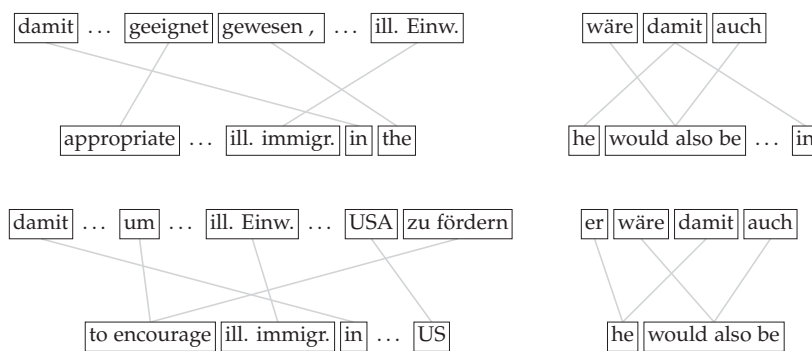 damit ... geeignet gewesen , ... ill. Einw. wäre damit auch
appropriate ... ill. immigr. in the he would also be ... in
damit ... um ... ill. Einw. ... USA zu fördern er wäre damit auch
to encourage ill. immigr. in ... US he would also be